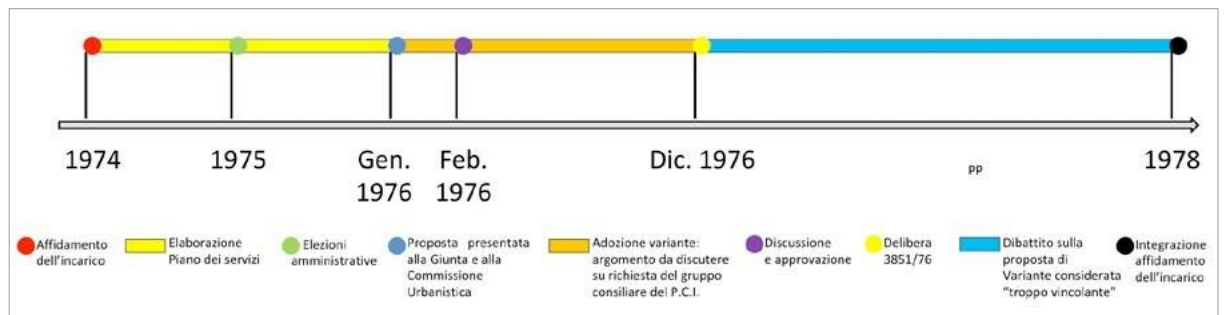 1974
1975
Gen.
1976
Feb.
1976
Dic. 1976
pp
1978
Affidamento
dell'incarico
Elaborazione
Piano dei servizi
Elezioni
amministrative
Proposta presentata
alla Giunta e alla
Commissione
Urbanistica
Adozione variante:
argomento da discutere
su richiesta del gruppo
consiliare del P.C.I.
Discussione
e approvazione
Delibera
3851/76
Dibattito sulla
proposta di
Variante considerata
“troppo vincolante”
Integrazione
affidamento
dell'incarico